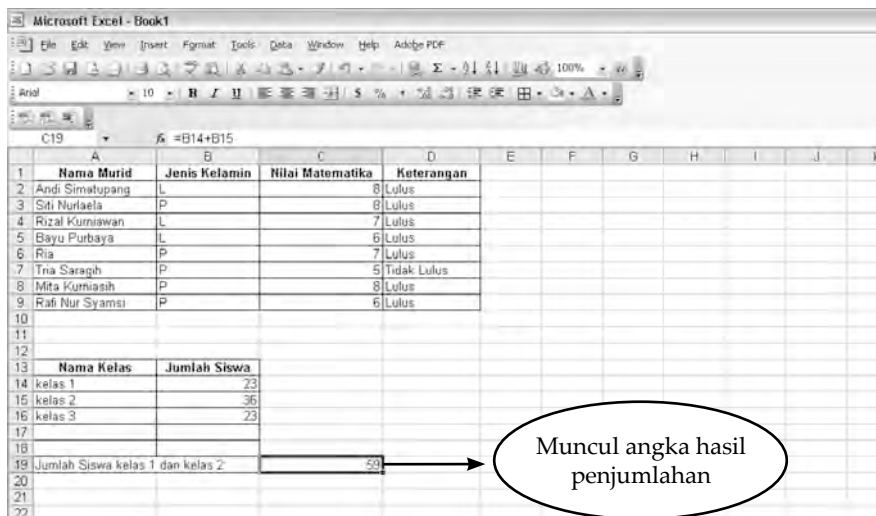 Microsoft Excel - Book1
File Edit View Insert Format Tools Data Window Help Adobe PDF
100%
Arial 10 B I U $ %
C19 fx =B14+B15
A B C D E F G H I J
1 Nama Murid Jenis Kelamin Nilai Matematika Keterangan
2 Andi Simatupang L 8 Lulus
3 Siti Nurlaela P 8 Lulus
4 Rizal Kurniawan L 7 Lulus
5 Bayu Purbaya L 6 Lulus
6 Ria P 7 Lulus
7 Tria Saragih P 5 Tidak Lulus
8 Mita Kurniasih P 8 Lulus
9 Rafi Nur Syamsi P 6 Lulus
10
11
12
13 Nama Kelas Jumlah Siswa
14 kelas 1 23
15 kelas 2 36
16 kelas 3 23
17
18
19 Jumlah Siswa kelas 1 dan kelas 2 59
20
21
22
Muncul angka hasil
penjumlahan